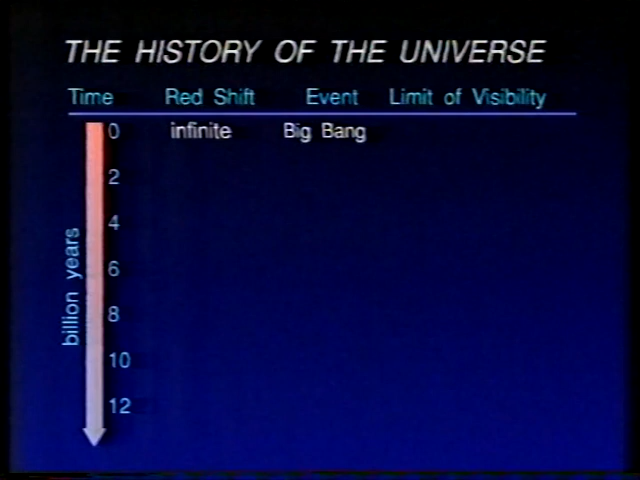 THE HISTORY OF THE UNIVERSE
Time Red Shift Event Limit of Visibility
0 infinite Big Bang
2
4
6
8
10
12
billion years